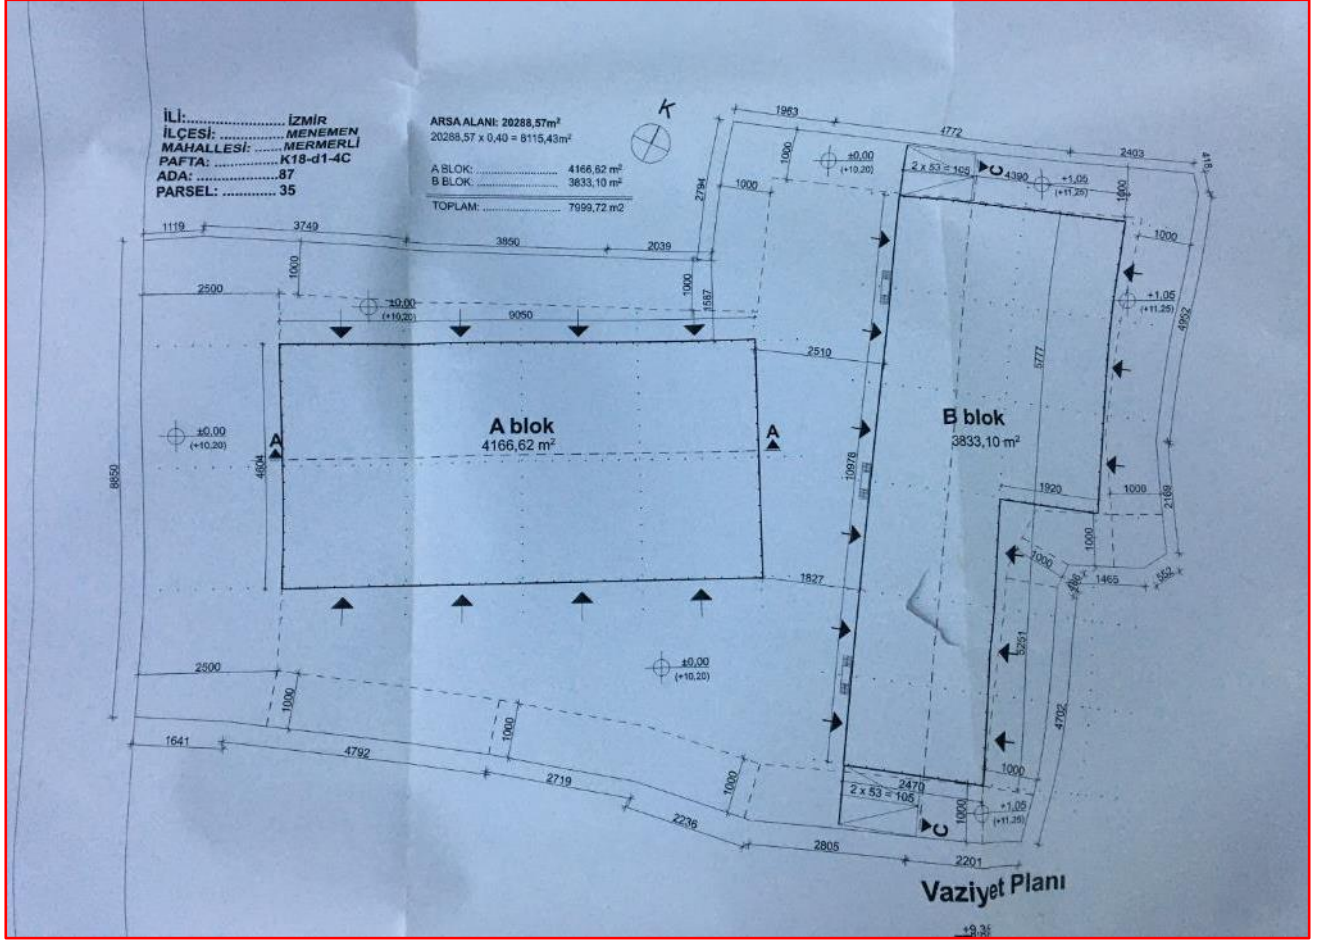 İLİ:.......................... İZMİR
İLÇESİ: ................ MENEMEN
MAHALLESİ: ...... MERMERLİ
PAFTA: ................ K18-d1-4C
ADA: .................... 87
PARSEL: ............. 35
ARSA ALANI: 20288,57m²
20288,57 x 0,40 = 8115,43m²
A BLOK: ........................... 4166,62 m²
B BLOK: ........................... 3833,10 m²
TOPLAM: ......................... 7999,72 m2
K
1963
4772
2403
418
1000
±0,00
(+10,20)
2 x 53 = 105
C
4390
+1,05
(+11,25)
1000
2794
1000
1119
3749
3850
2039
1000
1000
1587
1000
2500
±0,00
(+10,20)
9050
+1,05
(+11,25)
4952
2510
5777
A blok
4166,62 m²
B blok
3833,10 m²
±0,00
(+10,20)
A
A
4604
8850
10978
1920
1000
2169
1000
1000
1827
1465
552
5251
2500
±0,00
(+10,20)
1000
1000
4702
1641
4792
2719
1000
1000
2470
2 x 53 = 105
1000
+1,05
(+11,25)
C
2236
2805
2201
Vaziyet Planı